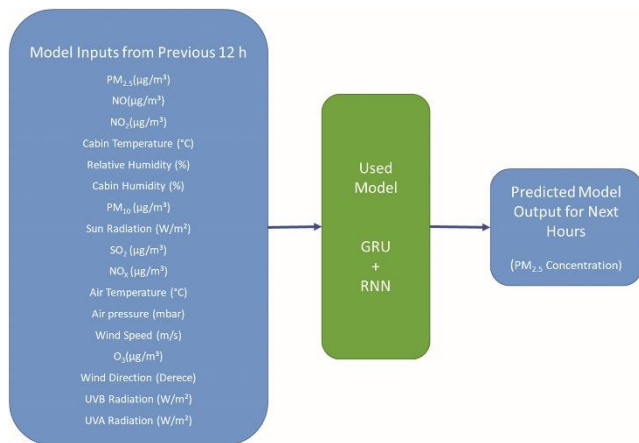 Model Inputs from Previous 12 h
PM₂.₅(µg/m³)
NO(µg/m³)
NO₂(µg/m³)
Cabin Temperature (°C)
Relative Humidity (%)
Cabin Humidity (%)
PM₁₀ (µg/m³)
Sun Radiation (W/m²)
SO₂ (µg/m³)
NOₓ(µg/m³)
Air Temperature (°C)
Air pressure (mbar)
Wind Speed (m/s)
O₃(µg/m³)
Wind Direction (Derece)
UVB Radiation (W/m²)
UVA Radiation (W/m²)
Used
Model
GRU
+
RNN
Predicted Model
Output for Next
Hours
(PM₂.₅ Concentration)